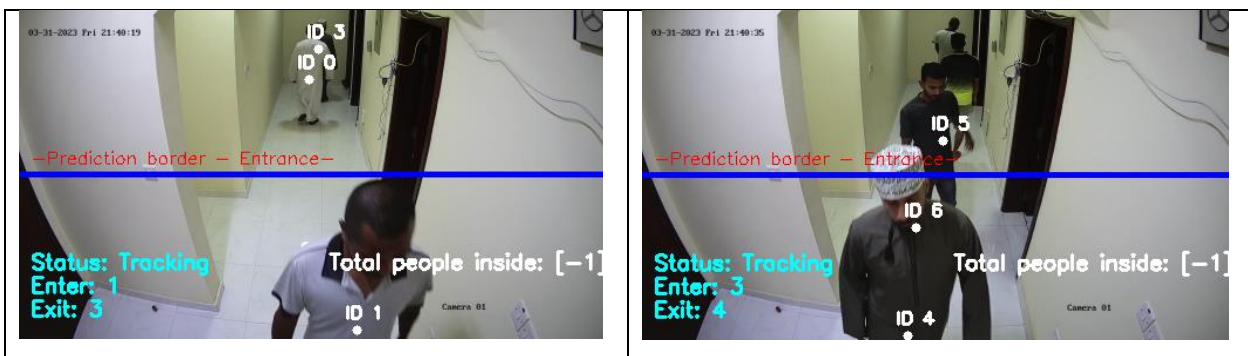 03-31-2023 Fri 21:40:19
ID 3
ID 0
—Prediction border — Entrance—
Status: Tracking
Enter: 1
Exit: 3
Total people inside: [-1]
ID 1
Camera 01
03-31-2023 Fri 21:40:35
ID 5
—Prediction border — Entrance—
ID 6
Status: Tracking
Enter: 3
Exit: 4
Total people inside: [-1]
ID 4
Camera 01